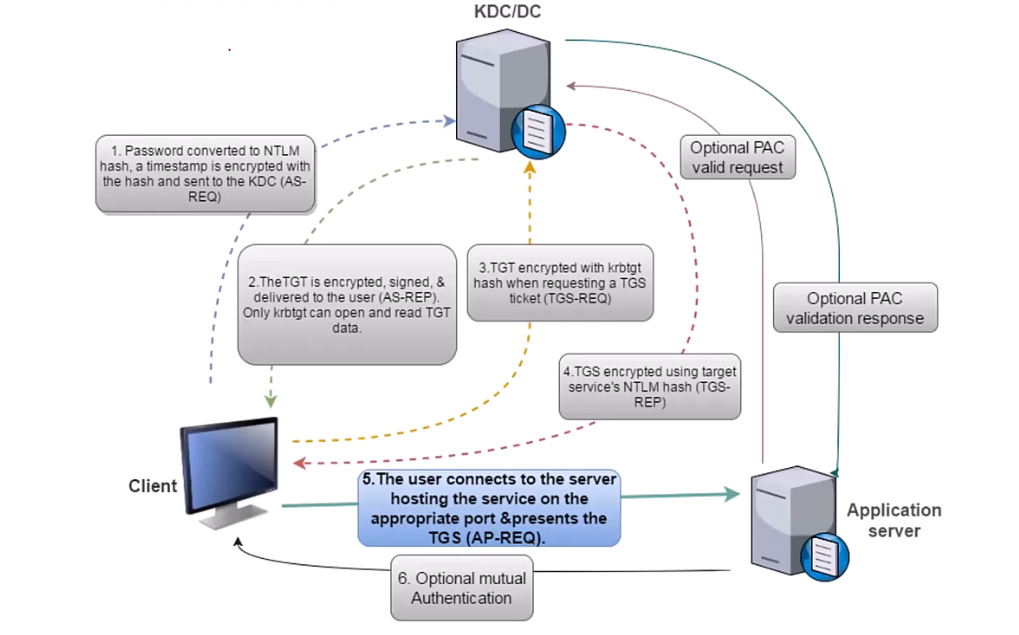 KDC/DC
1. Password converted to NTLM
hash, a timestamp is encrypted with
the hash and sent to the KDC (AS-
REQ)
Optional PAC
valid request
2.TheTGT is encrypted, signed, &
delivered to the user (AS-REP).
Only krbtgt can open and read TGT
data.
3.TGT encrypted with krbtgt
hash when requesting a TGS
ticket (TGS-REQ)
Optional PAC
validation response
4.TGS encrypted using target
service's NTLM hash (TGS-
REP)
Client
5.The user connects to the server
hosting the service on the
appropriate port &presents the
TGS (AP-REQ).
Application
server
6. Optional mutual
Authentication